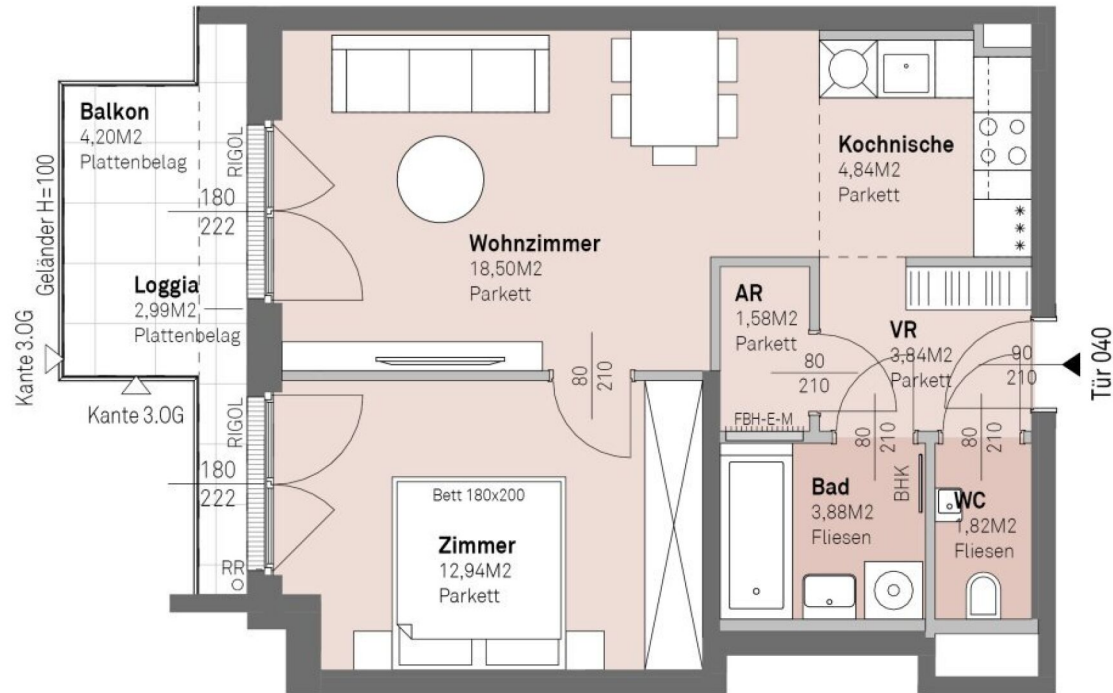 Balkon
4,20M2
Plattenbelag
Geländer H=100
RIGOL
180
222
Loggia
2,99M2
Plattenbelag
Kante 3.OG
Kante 3.OG
RIGOL
180
222
RR
Wohnzimmer
18,50M2
Parkett
Kochnische
4,84M2
Parkett
AR
1,58M2
Parkett
VR
3,84M2
Parkett
80
210
80
210
90
210
Tür 040
FBH-E-M
80
210
80
210
Bett 180x200
Zimmer
12,94M2
Parkett
Bad
3,88M2
Fliesen
BHK
WC
1,82M2
Fliesen